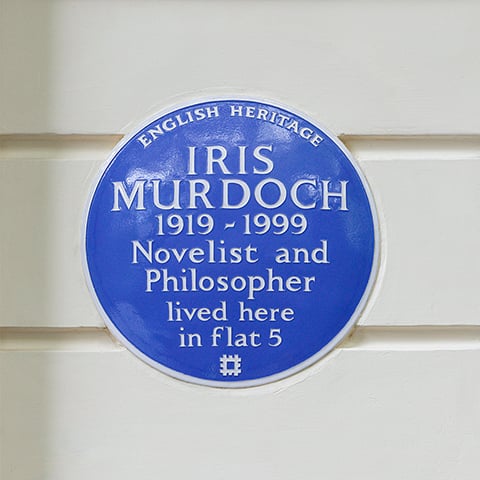 ENGLISH HERITAGE
IRIS
MURDOCH
1919 - 1999
Novelist and
Philosopher
lived here
in flat 5